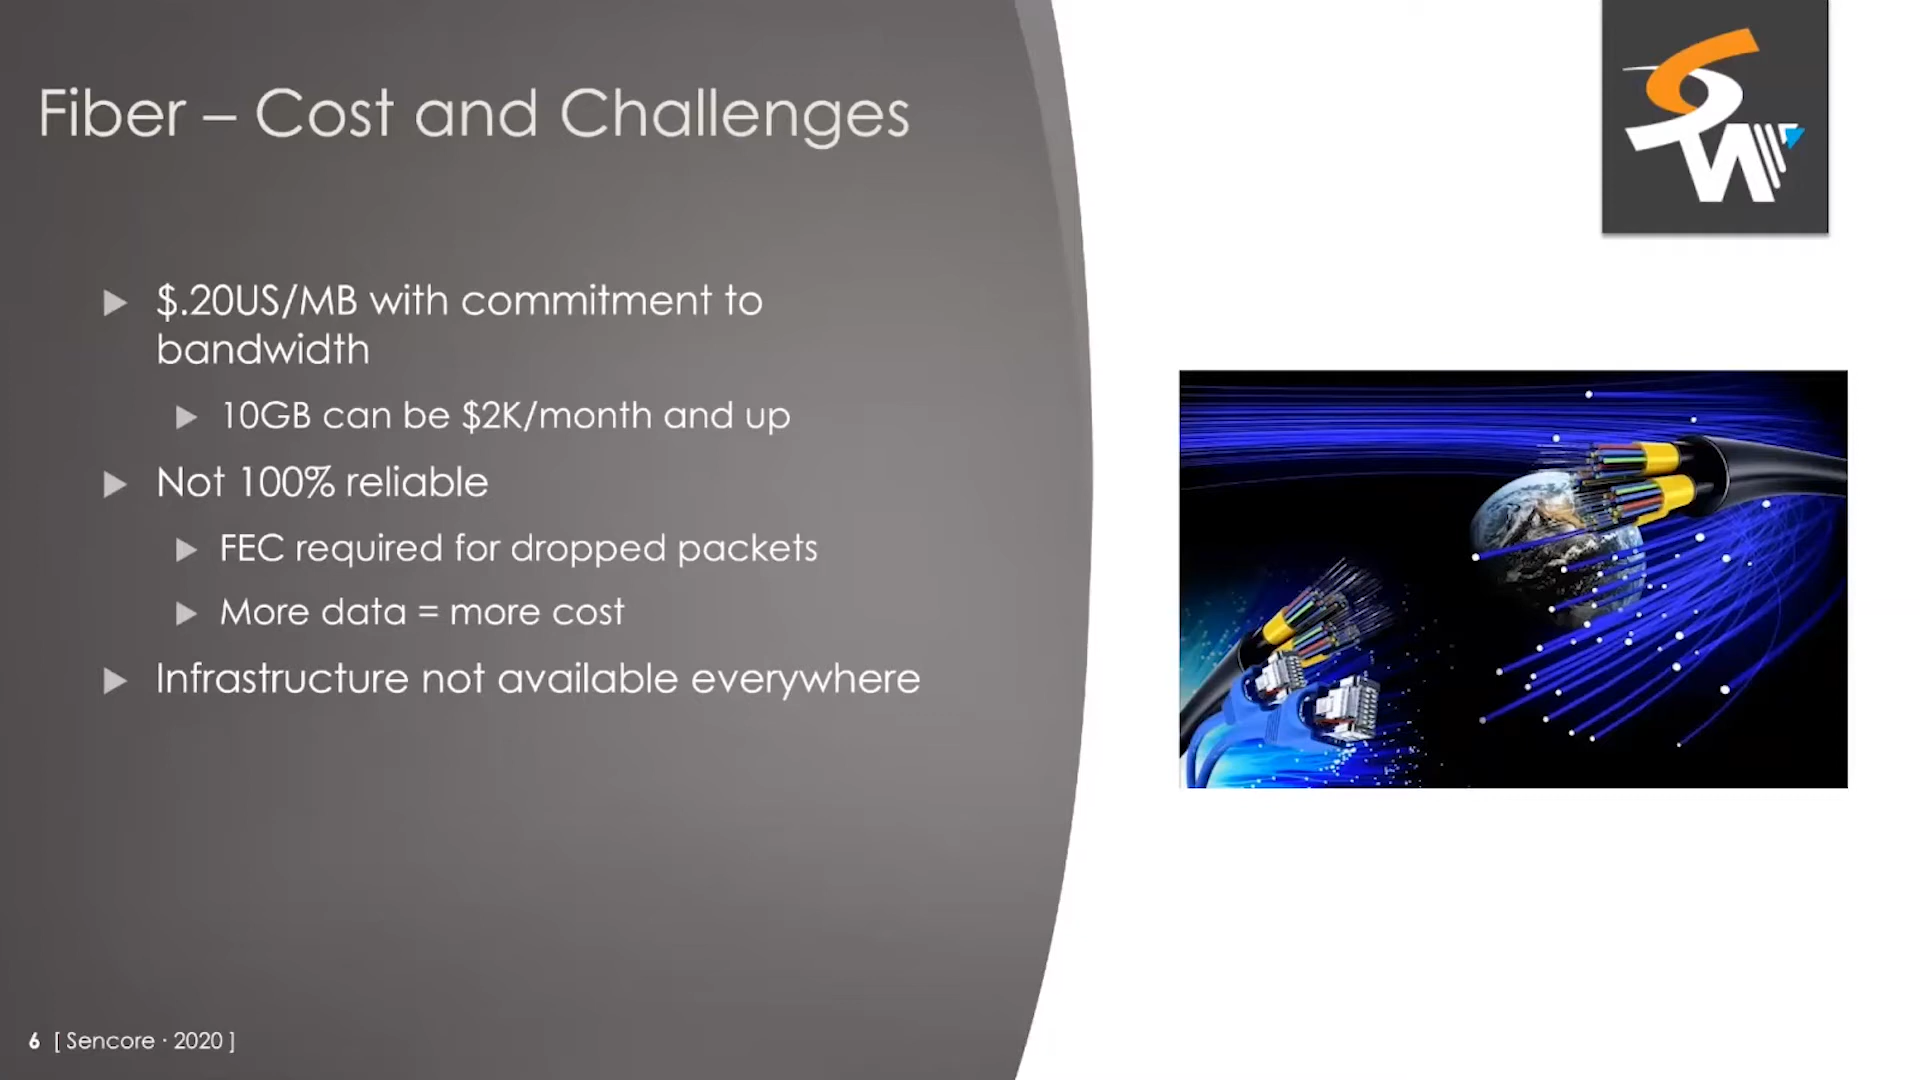 Fiber – Cost and Challenges
$.20US/MB with commitment to
bandwidth
10GB can be $2K/month and up
Not 100% reliable
FEC required for dropped packets
More data = more cost
Infrastructure not available everywhere
6 [ Sencore · 2020 ]